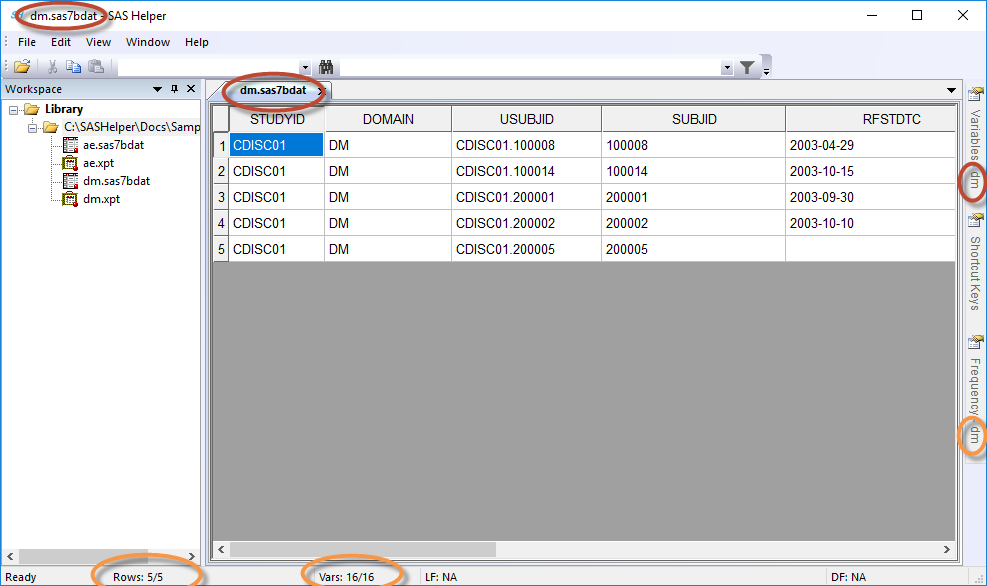 dm.sas7bdat - SAS Helper
File Edit View Window Help
Workspace
Library
C:\SASHelper\Docs\Samp
ae.sas7bdat
ae.xpt
dm.sas7bdat
dm.xpt
dm.sas7bdat
STUDYID DOMAIN USUBJID SUBJID RFSTDTC
1 CDISC01 DM CDISC01.100008 100008 2003-04-29
2 CDISC01 DM CDISC01.100014 100014 2003-10-15
3 CDISC01 DM CDISC01.200001 200001 2003-09-30
4 CDISC01 DM CDISC01.200002 200002 2003-10-10
5 CDISC01 DM CDISC01.200005 200005
Variables dm
Shortcut Keys
Frequency dm
Ready Rows: 5/5 Vars: 16/16 LF: NA DF: NA